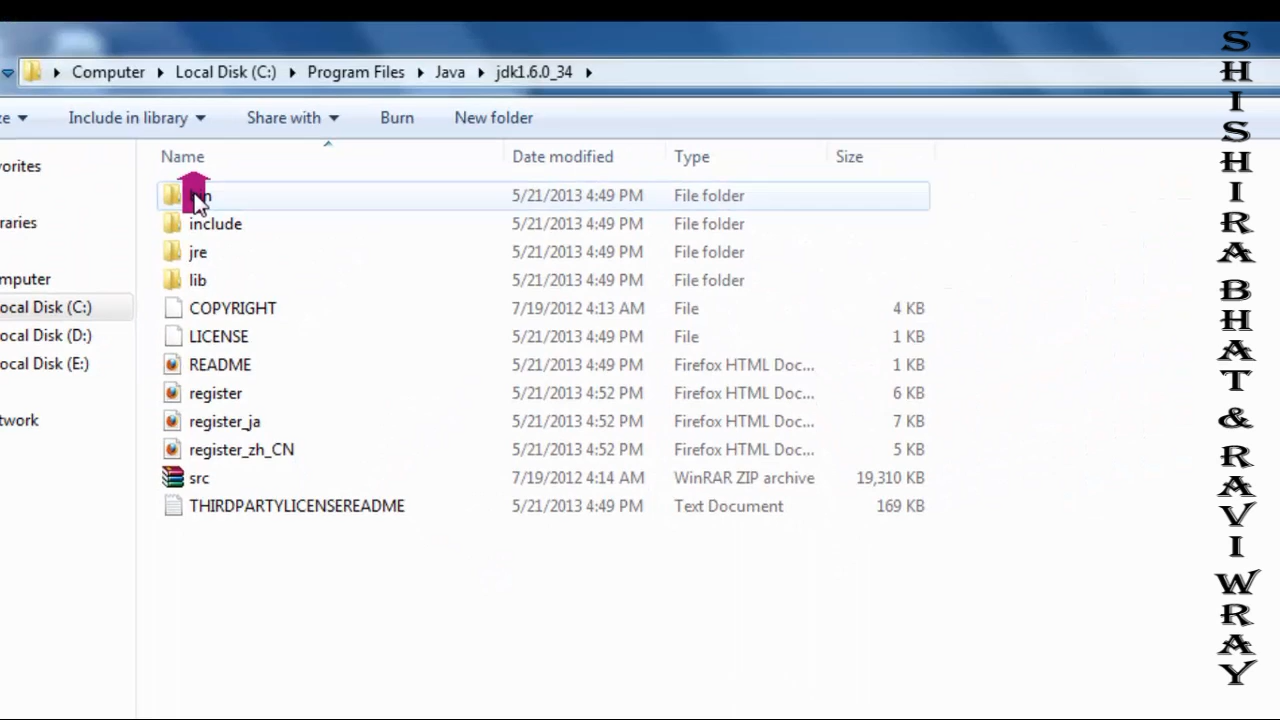 Computer Local Disk (C:) Program Files Java jdk1.6.0_34
Include in library Share with Burn New folder
Name Date modified Type Size
5/21/2013 4:49 PM File folder
include 5/21/2013 4:49 PM File folder
jre 5/21/2013 4:49 PM File folder
lib 5/21/2013 4:49 PM File folder
COPYRIGHT 7/19/2012 4:13 AM File 4 KB
LICENSE 5/21/2013 4:49 PM File 1 KB
README 5/21/2013 4:49 PM Firefox HTML Doc... 1 KB
register 5/21/2013 4:52 PM Firefox HTML Doc... 6 KB
register_ja 5/21/2013 4:52 PM Firefox HTML Doc... 7 KB
register_zh_CN 5/21/2013 4:52 PM Firefox HTML Doc... 5 KB
src 7/19/2012 4:14 AM WinRAR ZIP archive 19,310 KB
THIRDPARTYLICENSEREADME 5/21/2013 4:49 PM Text Document 169 KB
vorites
raries
mputer
ocal Disk (C:)
ocal Disk (D:)
ocal Disk (E:)
twork
SHISHIRA BHAT & RAVI WRAY